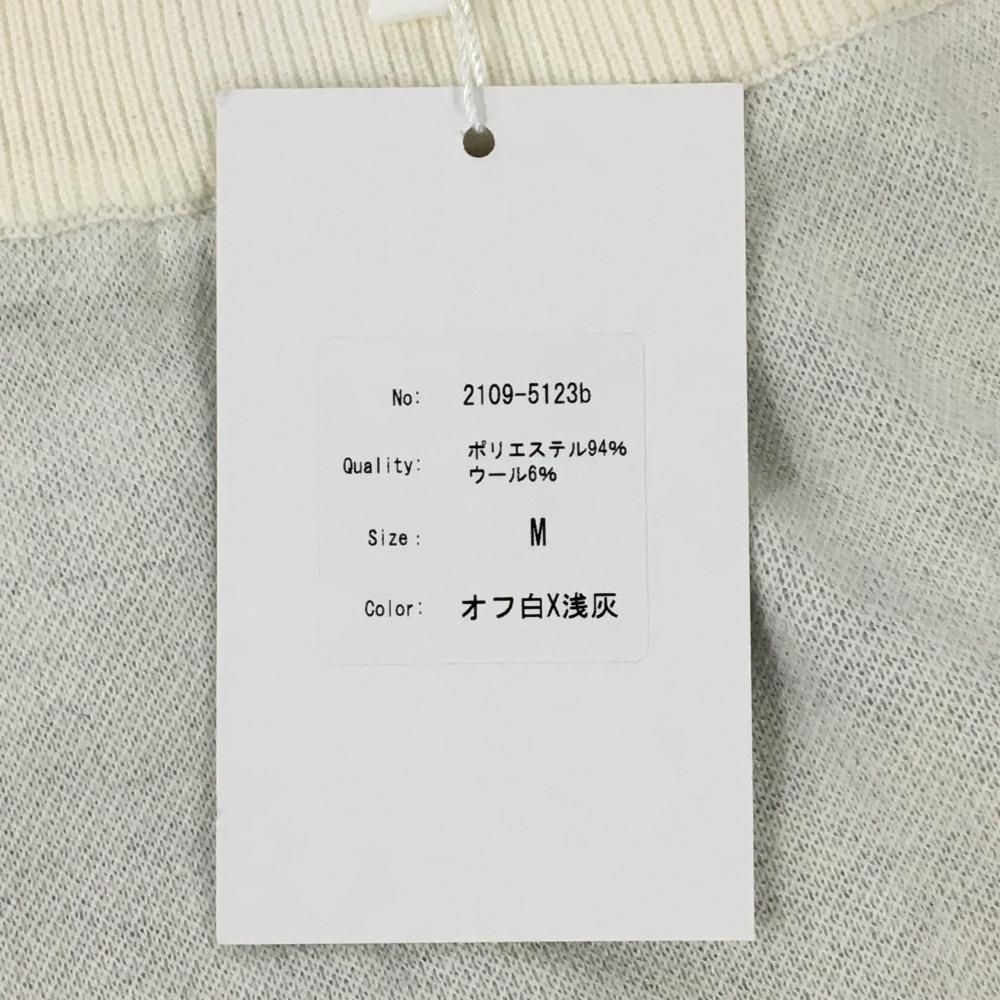 No: 2109-5123b
Quality: ポリエステル94%
ウール6%
Size: M
Color: オフ白X浅灰